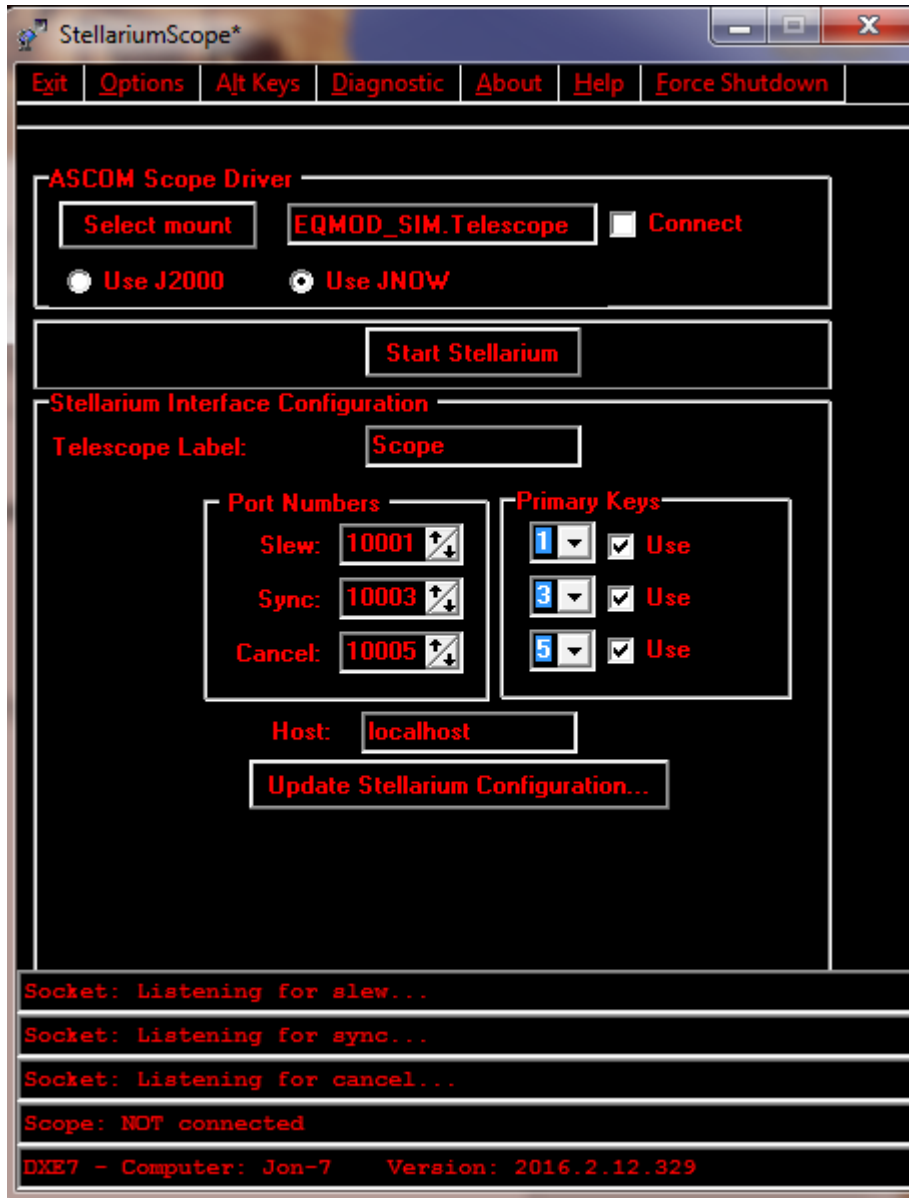 StellariumScope*
Exit Options Alt Keys Diagnostic About Help Force Shutdown
ASCOM Scope Driver
Select mount EQMOD_SIM.Telescope Connect
Use J2000 Use JNOW
Start Stellarium
Stellarium Interface Configuration
Telescope Label: Scope
Port Numbers Primary Keys
Slew: 10001 1 Use
Sync: 10003 3 Use
Cancel: 10005 5 Use
Host: localhost
Update Stellarium Configuration...
Socket: Listening for slew...
Socket: Listening for sync...
Socket: Listening for cancel...
Scope: NOT connected
DXE7 - Computer: Jon-7 Version: 2016.2.12.329